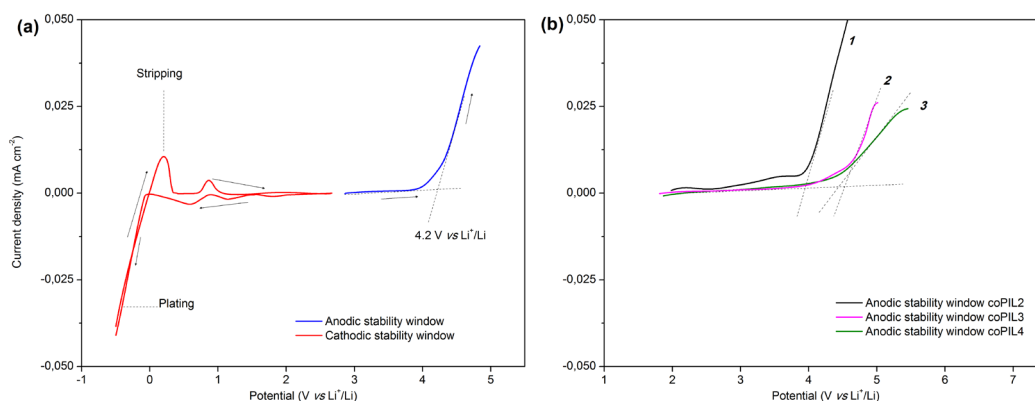 (a)
0,050
0,025
0,000
-0,025
-0,050
Current density (mA cm⁻²)
Stripping
Plating
4.2 V vs Li⁺/Li
Anodic stability window
Cathodic stability window
1 0 1 2 3 4 5
Potential (V vs Li⁺/Li)
(b)
0,050
0,025
0,000
-0,025
-0,050
1
2
3
Anodic stability window coPIL2
Anodic stability window coPIL3
Anodic stability window coPIL4
1 2 3 4 5 6 7
Potential (V vs Li⁺/Li)